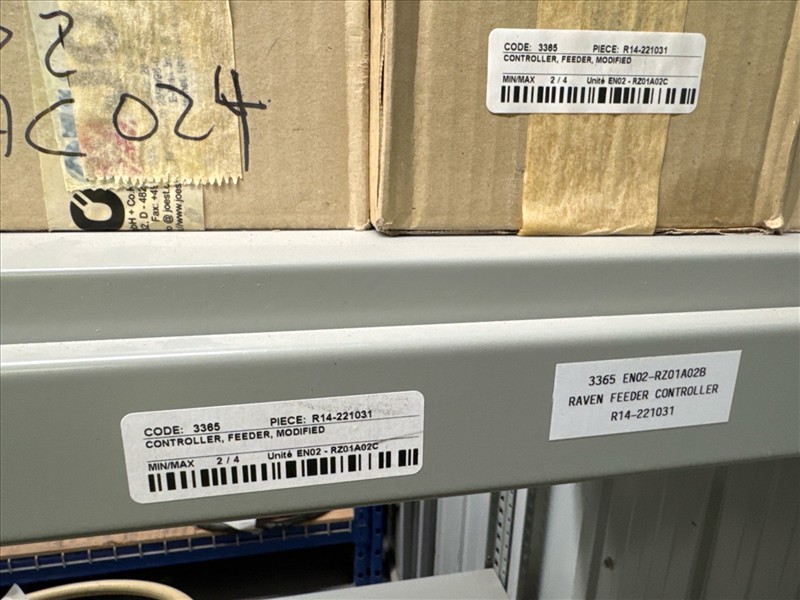 2
AC024
CODE: 3365 PIECE: R14-221031
CONTROLLER, FEEDER, MODIFIED
MIN/MAX 2 / 4 Unité EN02 - RZ01A02C
CODE: 3365 PIECE: R14-221031
CONTROLLER, FEEDER, MODIFIED
MIN/MAX 2 / 4 Unité EN02 - RZ01A02C
3365 EN02-RZ01A02B
RAVEN FEEDER CONTROLLER
R14-221031